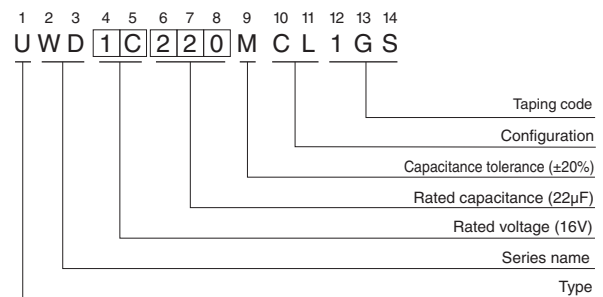 1 2 3 4 5 6 7 8 9 10 11 12 13 14
U W D 1 C 2 2 0 M C L 1 G S
Taping code
Configuration
Capacitance tolerance (±20%)
Rated capacitance (22µF)
Rated voltage (16V)
Series name
Type